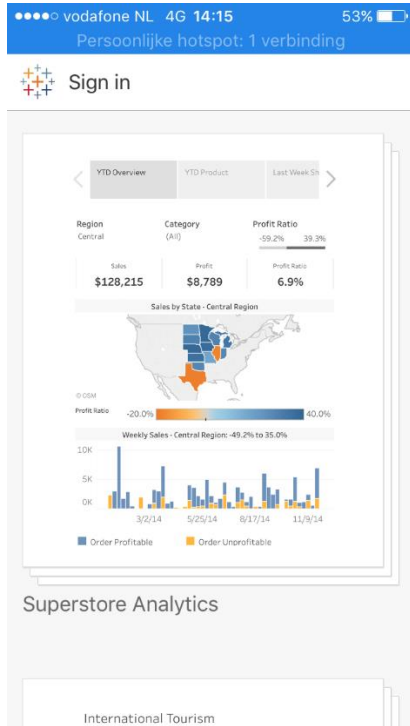 vodafone NL 4G 14:15 53%
Persoonlijke hotspot: 1 verbinding
Sign in
YTD Overview YTD Product Last Week Sh
Region Category Profit Ratio
Central (All) -59.2% 39.3%
Sales Profit Profit Ratio
$128,215 $8,789 6.9%
Sales by State - Central Region
© OSM
Profit Ratio -20.0% 40.0%
Weekly Sales - Central Region: -49.2% to 35.0%
10K
5K
0K
3/2/14 5/25/14 8/17/14 11/9/14
Order Profitable Order Unprofitable
Superstore Analytics
International Tourism